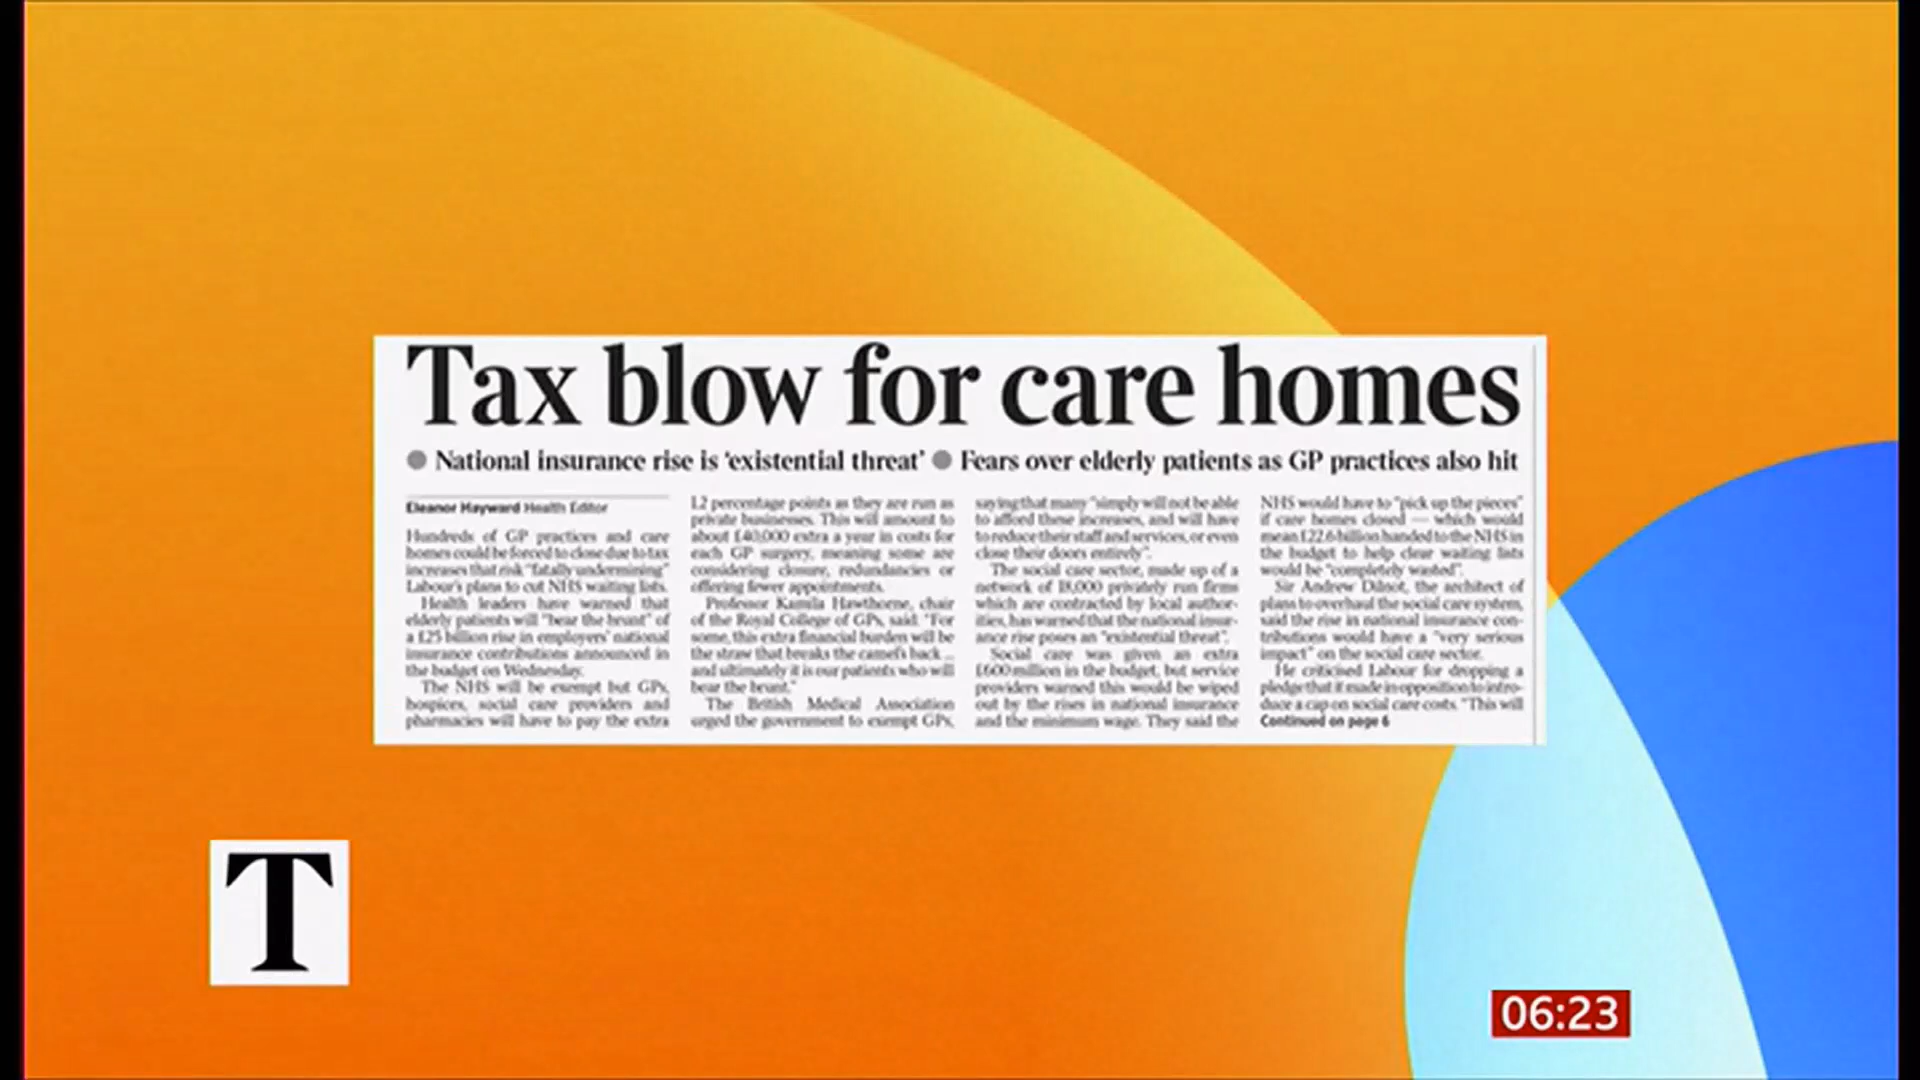 Tax blow for care homes
● National insurance rise is 'existential threat' ● Fears over elderly patients as GP practices also hit
Eleanor Hayward Health Editor
Hundreds of GP practices and care
homes could be forced to close due to tax
increases that risk "fatally undermining"
Labour's plans to cut NHS waiting lists.
Health leaders have warned that
elderly patients will "bear the brunt" of
a £25 billion rise in employers' national
insurance contributions announced in
the budget on Wednesday.
The NHS will be exempt but GPs,
hospices, social care providers and
pharmacies will have to pay the extra
1.2 percentage points as they are run as
private businesses. This will amount to
about £40,000 extra a year in costs for
each GP surgery, meaning some are
considering closure, redundancies or
offering fewer appointments.
Professor Kamila Hawthorne, chair
of the Royal College of GPs, said: "For
some, this extra financial burden will be
the straw that breaks the camel's back ...
and ultimately it is our patients who will
bear the brunt."
The British Medical Association
urged the government to exempt GPs,
saying that many "simply will not be able
to afford these increases, and will have
to reduce their staff and services, or even
close their doors entirely".
The social care sector, made up of a
network of 18,000 privately run firms
which are contracted by local author-
ities, has warned that the national insur-
ance rise poses an "existential threat".
Social care was given an extra
£600 million in the budget, but service
providers warned this would be wiped
out by the rises in national insurance
and the minimum wage. They said the
NHS would have to "pick up the pieces"
if care homes closed — which would
mean £22.6 billion handed to the NHS in
the budget to help clear waiting lists
would be "completely wasted".
Sir Andrew Dilnot, the architect of
plans to overhaul the social care system,
said the rise in national insurance con-
tributions would have a "very serious
impact" on the social care sector.
He criticised Labour for dropping a
pledge that it made in opposition to intro-
duce a cap on social care costs. "This will
Continued on page 6
T
06:23